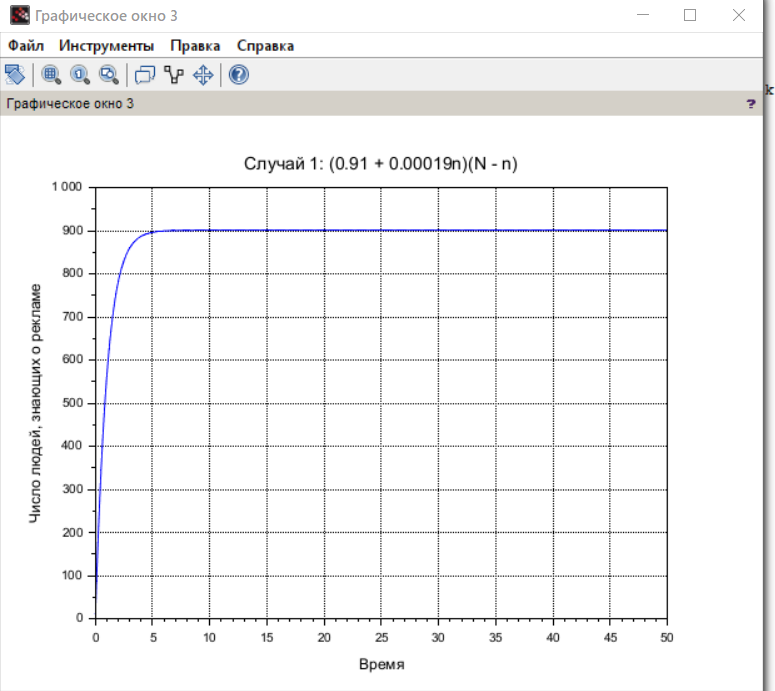 Графическое окно 3
Файл Инструменты Правка Справка
Графическое окно 3 ?
k
Случай 1: (0.91 + 0.00019n)(N - n)
Число людей, знающих о рекламе
1 000
900
800
700
600
500
400
300
200
100
0
0 5 10 15 20 25 30 35 40 45 50
Время